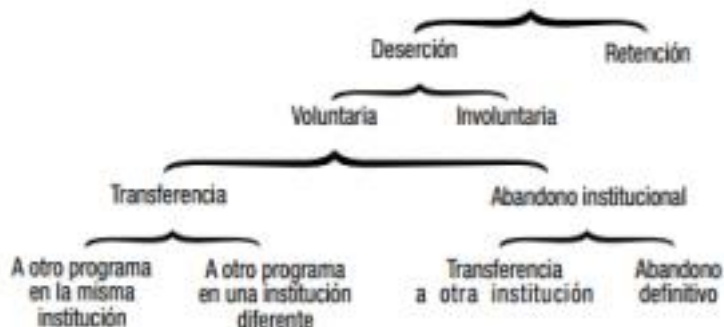 Deserción Retención
Voluntaria Involuntaria
Transferencia Abandono institucional
A otro programa
en la misma
institución
A otro programa
en una institución
diferente
Transferencia
a otra institución
Abandono
definitivo